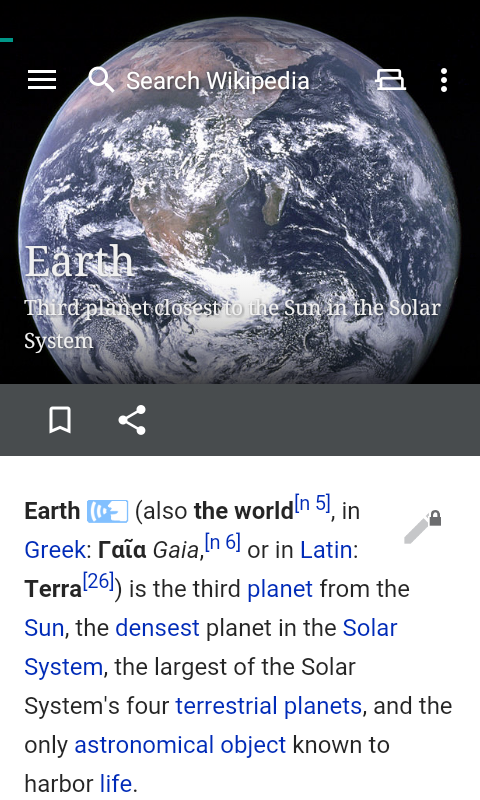 Search Wikipedia
Earth
Third planet closest to the Sun in the Solar
System
Earth (also the world[n 5], in
Greek: Γαῖα Gaia,[n 6] or in Latin:
Terra[26]) is the third planet from the
Sun, the densest planet in the Solar
System, the largest of the Solar
System's four terrestrial planets, and the
only astronomical object known to
harbor life.